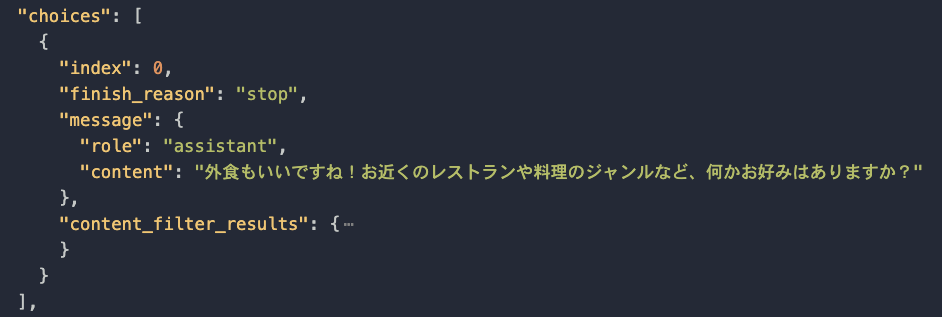 "choices": [
{
"index": 0,
"finish_reason": "stop",
"message": {
"role": "assistant",
"content": "外食もいいですね！お近くのレストランや料理のジャンルなど、何かお好みはありますか？"
},
"content_filter_results": {⋯
}
}
],